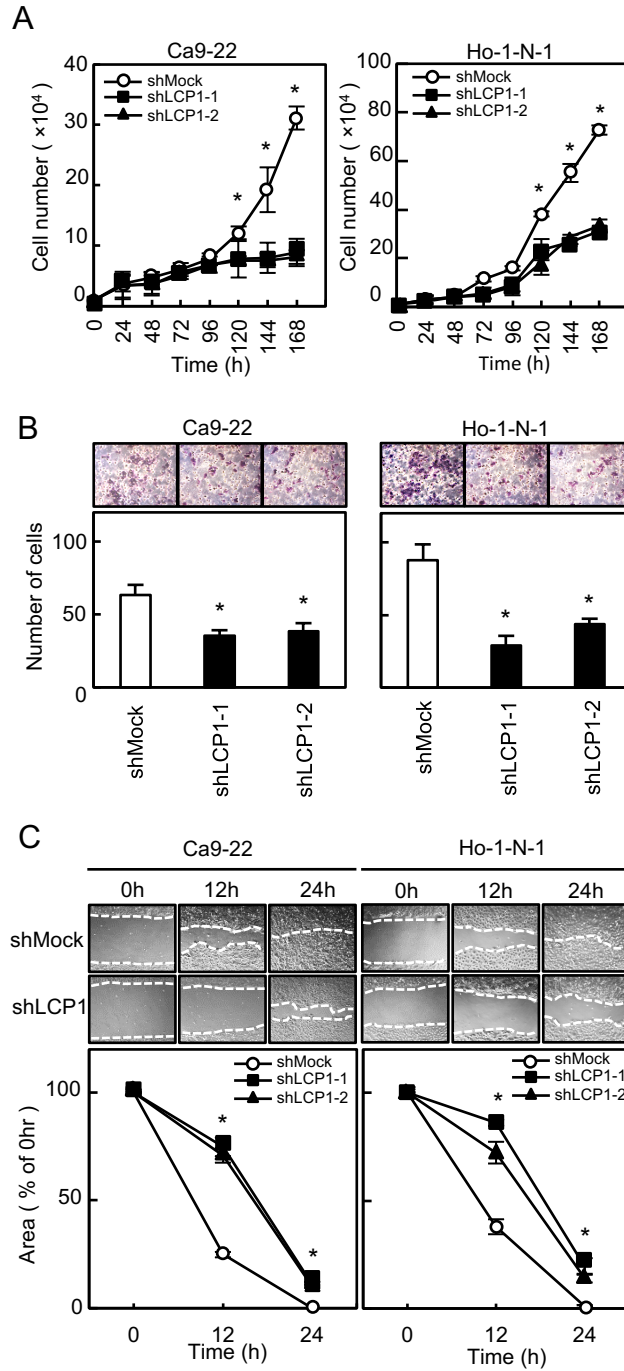 A
Ca9-22
Ho-1-N-1
Cell number ( ×10⁴)
40
30
20
10
0
shMock
shLCP1-1
shLCP1-2
*
*
*
0
24
48
72
96
120
144
168
Time (h)
Cell number ( ×10⁴)
100
80
60
40
20
0
shMock
shLCP1-1
shLCP1-2
*
*
*
0
24
48
72
96
120
144
168
Time (h)
B
Ca9-22
Ho-1-N-1
Number of cells
100
50
0
*
*
*
*
shMock
shLCP1-1
shLCP1-2
shMock
shLCP1-1
shLCP1-2
C
Ca9-22
Ho-1-N-1
0h 12h 24h 0h 12h 24h
shMock
shLCP1
Area ( % of 0hr)
100
50
0
shMock
shLCP1-1
shLCP1-2
*
*
0 12 24
Time (h)
shMock
shLCP1-1
shLCP1-2
*
*
0 12 24
Time (h)